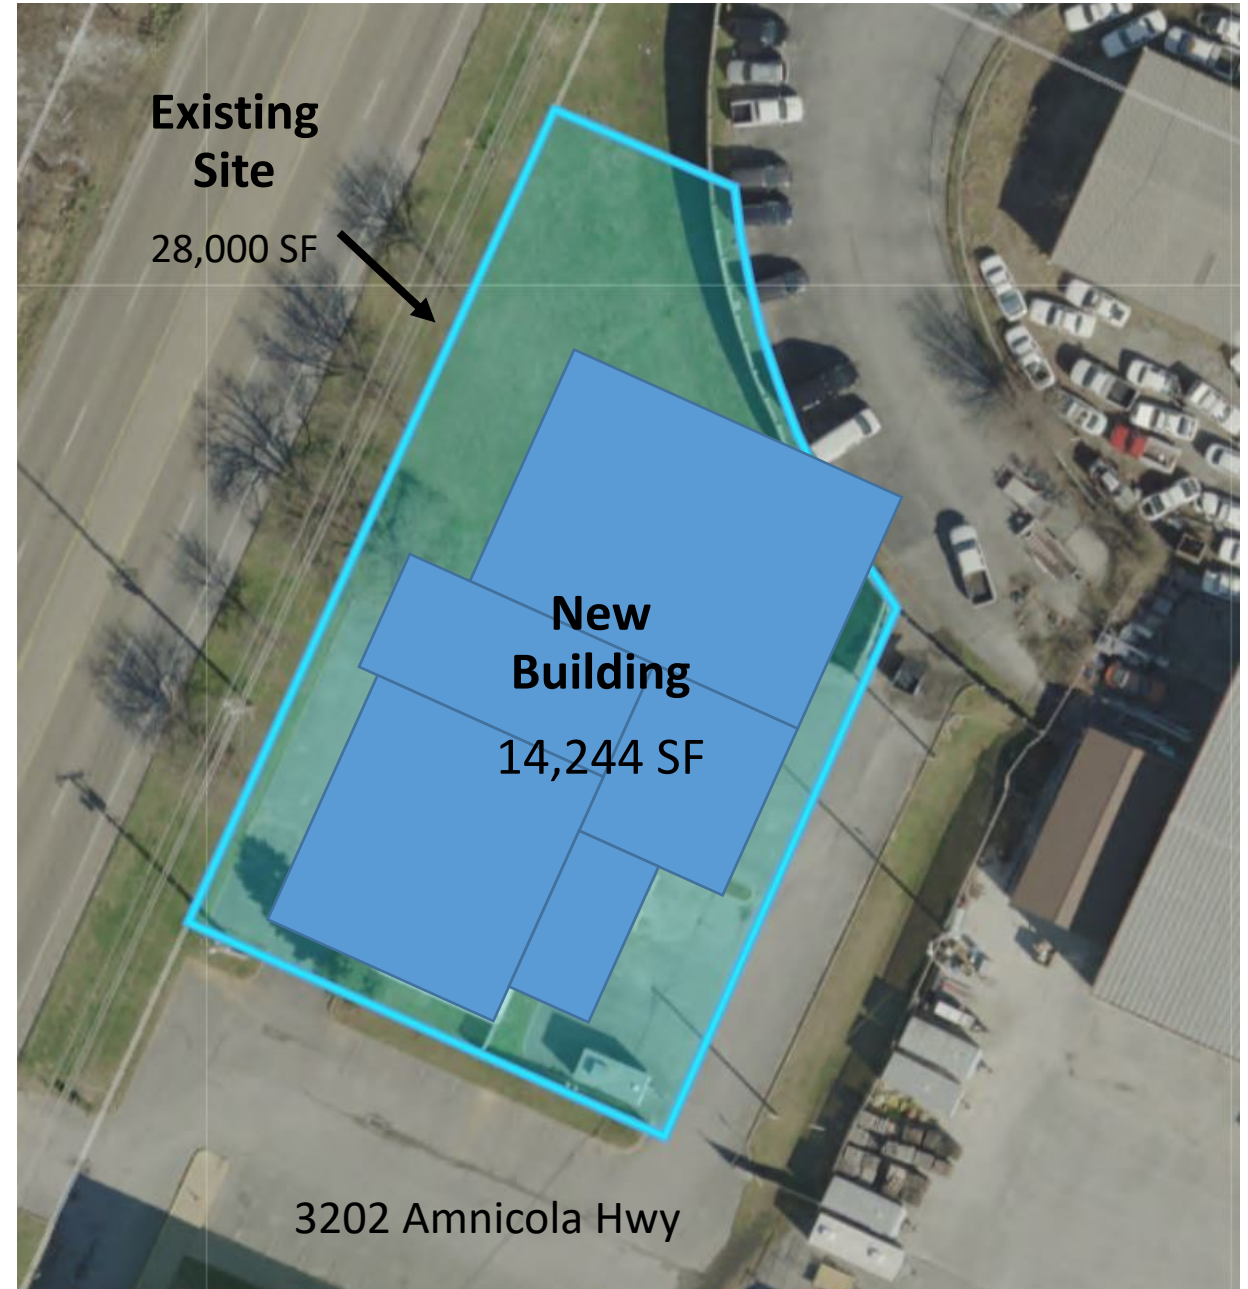 Existing
Site
28,000 SF
New
Building
14,244 SF
3202 Amnicola Hwy